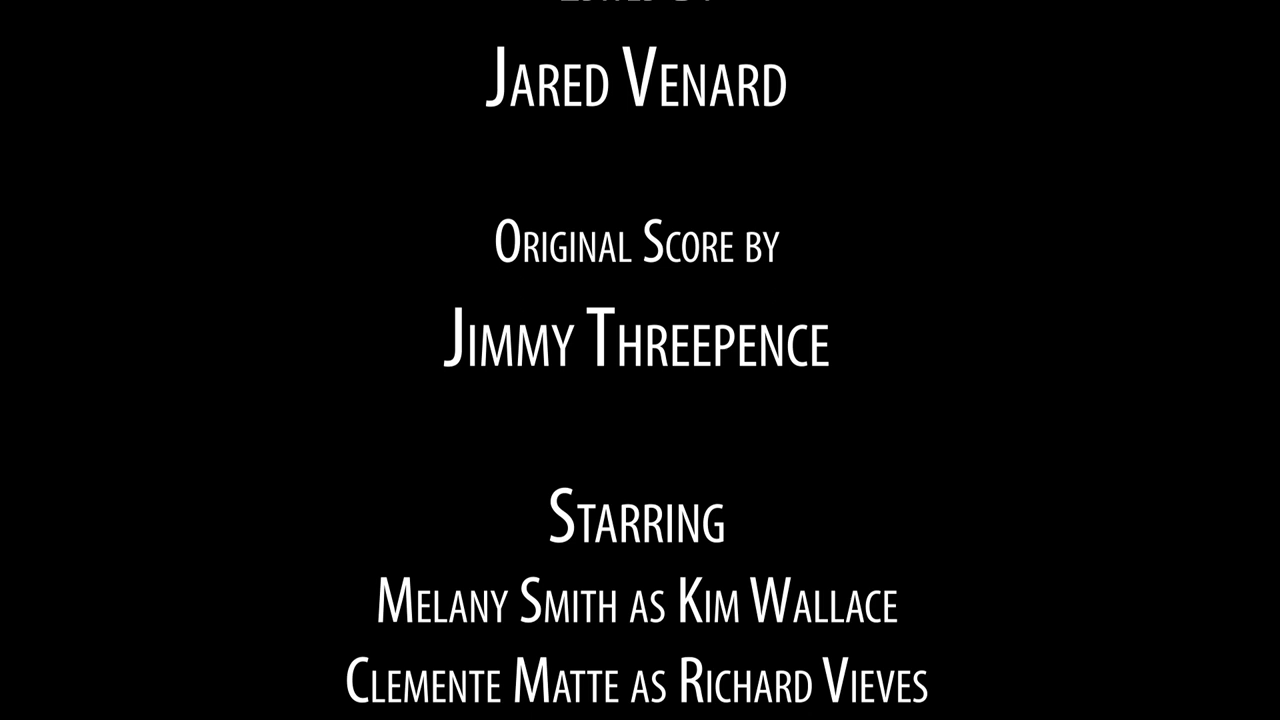 Jared Venard
Original Score by
Jimmy Threepence
Starring
Melany Smith as Kim Wallace
Clemente Matte as Richard Vieves